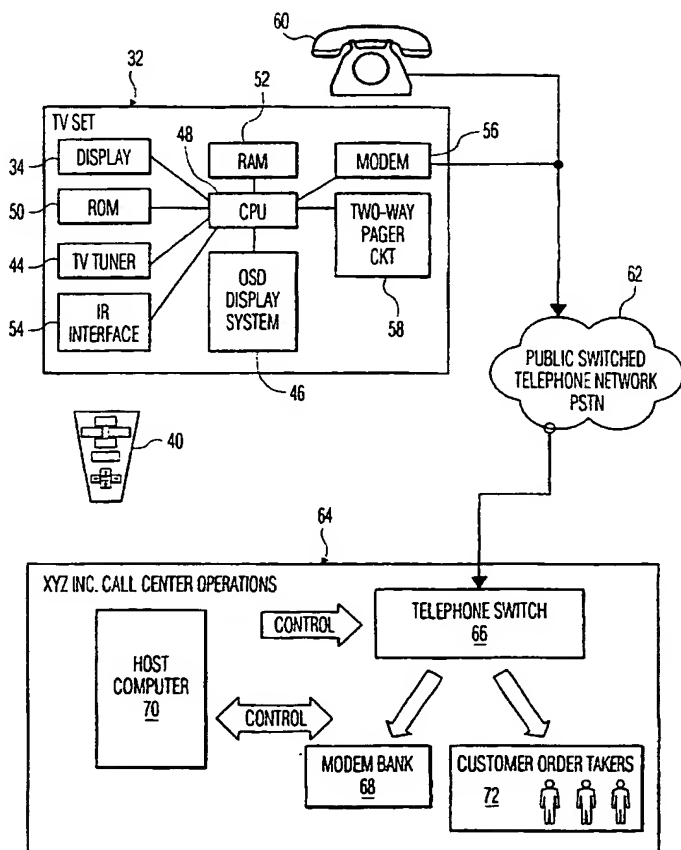 60
32
52
TV SET
48
56
DISPLAY
RAM
MODEM
34
50
ROM
CPU
TWO-WAY
PAGER
CKT
44
TV TUNER
OSD
DISPLAY
SYSTEM
54
IR
INTERFACE
58
46
62
PUBLIC SWITCHED
TELEPHONE NETWORK
PSTN
40
64
XYZ INC. CALL CENTER OPERATIONS
TELEPHONE SWITCH
66
CONTROL
HOST
COMPUTER
70
CONTROL
MODEM BANK
68
CUSTOMER ORDER TAKERS
72